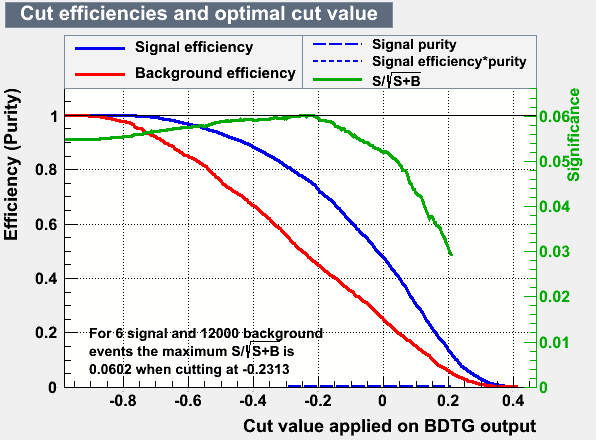 Cut efficiencies and optimal cut value
Signal efficiency
Background efficiency
Signal purity
Signal efficiency*purity
S/√S+B
Efficiency (Purity)
1
0.8
0.6
0.4
0.2
0
0.06
0.05
0.04
0.03
0.02
0.01
0
Significance
For 6 signal and 12000 background
events the maximum S/√S+B is
0.0602 when cutting at -0.2313
-0.8 -0.6 -0.4 -0.2 0 0.2 0.4
Cut value applied on BDTG output